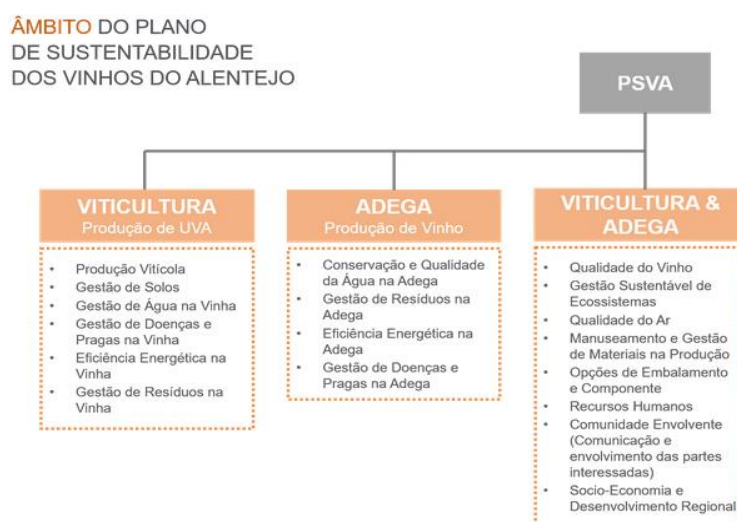 ÂMBITO DO PLANO
DE SUSTENTABILIDADE
DOS VINHOS DO ALENTEJO
PSVA
VITICULTURA
Produção de UVA
• Produção Vitícola
• Gestão de Solos
• Gestão de Água na Vinha
• Gestão de Doenças e
Pragas na Vinha
• Eficiência Energética na
Vinha
• Gestão de Resíduos na
Vinha
ADEGA
Produção de Vinho
• Conservação e Qualidade
da Água na Adega
• Gestão de Resíduos na
Adega
• Eficiência Energética na
Adega
• Gestão de Doenças e
Pragas na Adega
VITICULTURA &
ADEGA
• Qualidade do Vinho
• Gestão Sustentável de
Ecossistemas
• Qualidade do Ar
• Manuseamento e Gestão
de Materiais na Produção
• Opções de Embalamento
e Componente
• Recursos Humanos
• Comunidade Envolvente
(Comunicação e
envolvimento das partes
interessadas)
• Socio-Economia e
Desenvolvimento Regional